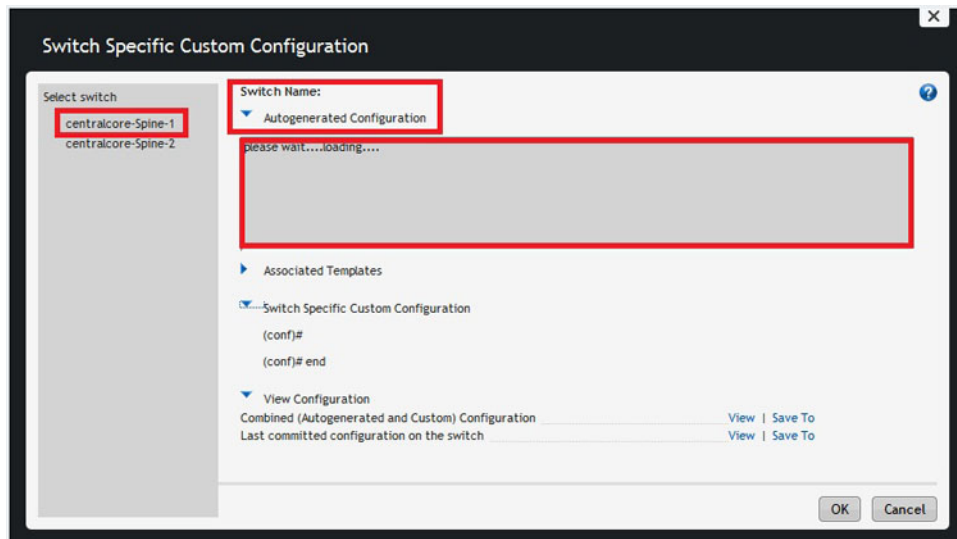 Switch Specific Custom Configuration
Select switch
centralcore-Spine-1
centralcore-Spine-2
Switch Name:
Autogenerated Configuration
please wait....loading....
Associated Templates
Switch Specific Custom Configuration
(conf)#
(conf)# end
View Configuration
Combined (Autogenerated and Custom) Configuration View | Save To
Last committed configuration on the switch View | Save To
OK Cancel